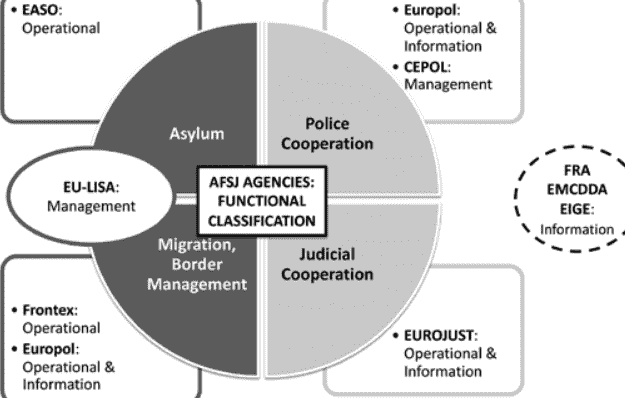 • EASO:
Operational
• Europol:
Operational &
Information
• CEPOL:
Management
Asylum
Police
Cooperation
EU-LISA:
Management
AFSJ AGENCIES:
FUNCTIONAL
CLASSIFICATION
FRA
EMCDDA
EIGE:
Information
Migration,
Border
Management
Judicial
Cooperation
• Frontex:
Operational
• Europol:
Operational &
Information
• EUROJUST:
Operational &
Information